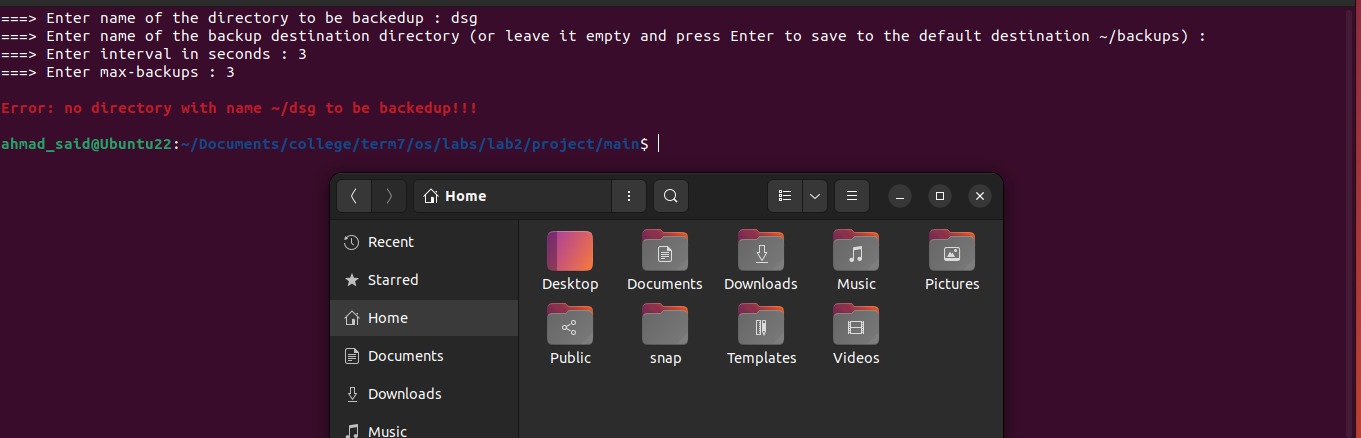 ===> Enter name of the directory to be backedup : dsg
===> Enter name of the backup destination directory (or leave it empty and press Enter to save to the default destination ~/backups) :
===> Enter interval in seconds : 3
===> Enter max-backups : 3
Error: no directory with name ~/dsg to be backedup!!!
ahmad_said@Ubuntu22:~/Documents/college/term7/os/labs/lab2/project/main$
Home
Recent
Starred
Home
Documents
Downloads
Music
Desktop Documents Downloads Music Pictures
Public snap Templates Videos